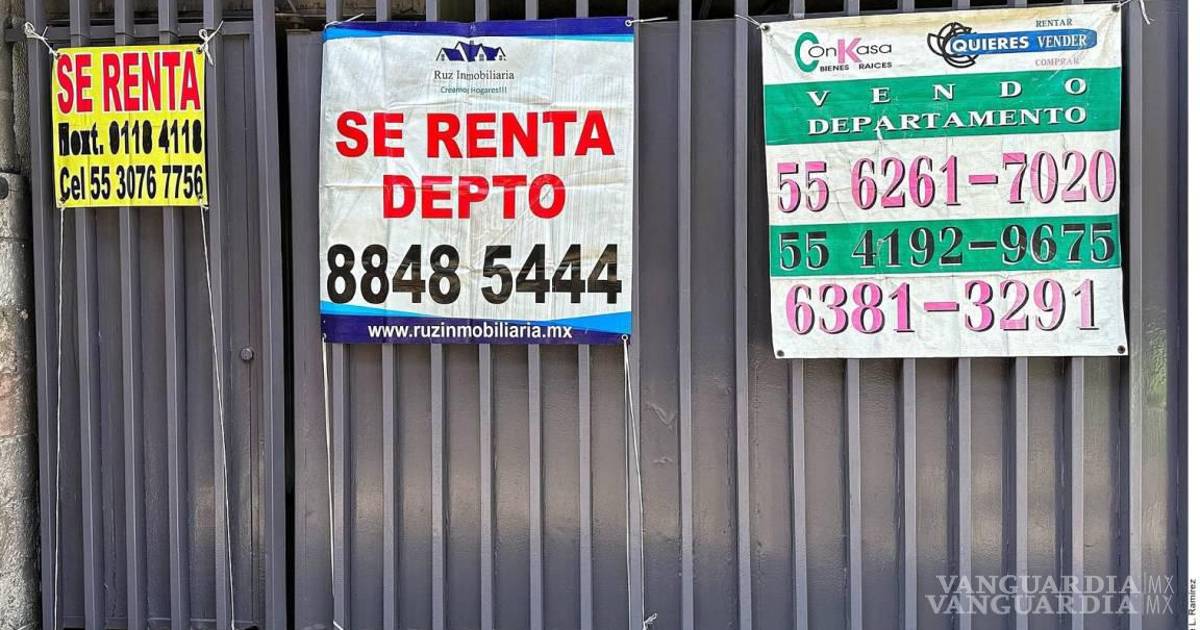 SE RENTA
Hoxt. 0118 4118
Cel 55 3076 7756
Ruz Inmobiliaria
Creamos Hogares!!!
SE RENTA
DEPTO
8848 5444
www.ruzinmobiliaria.mx
ConKasa
BIENES RAICES
RENTAR
QUIERES VENDER
COMPRAR
VENDO
DEPARTAMENTO
55 6261-7020
55 4192-9675
6381-3291
VANGUARDIA|MX
VANGUARDIA|MX
L. Ramírez